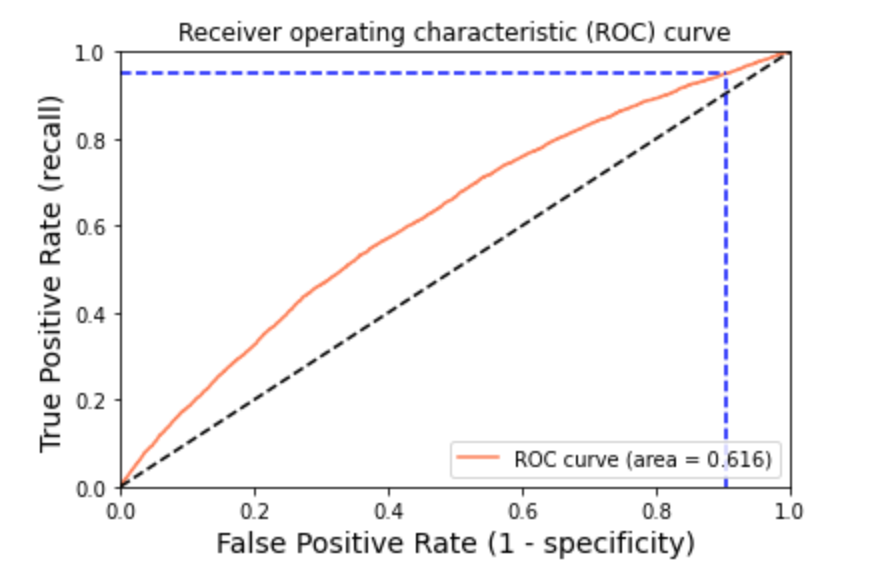 Receiver operating characteristic (ROC) curve
1.0
0.8
0.6
0.4
0.2
0.0
True Positive Rate (recall)
ROC curve (area = 0.616)
0.0 0.2 0.4 0.6 0.8 1.0
False Positive Rate (1 - specificity)